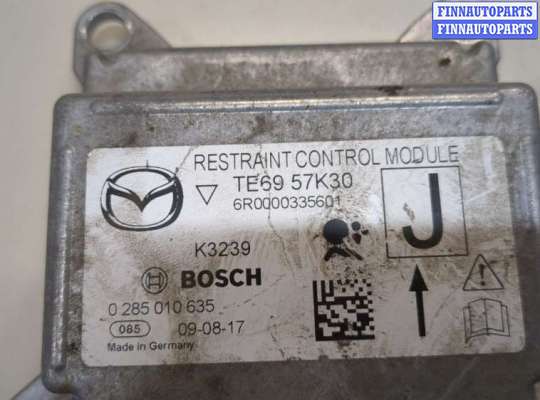 FINNAUTOPARTS
FINNAUTOPARTS
RESTRAINT CONTROL MODULE
TE69 57K30
6R0000335601
J
K3239
BOSCH
0 285 010 635
085 09-08-17
Made in Germany